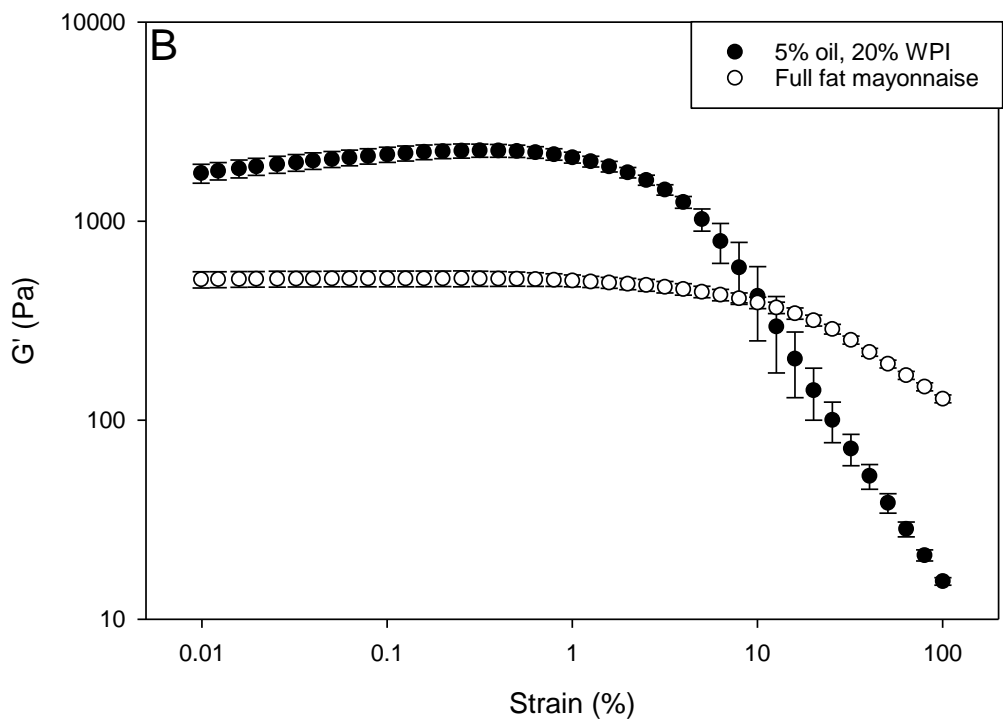 B
5% oil, 20% WPI
Full fat mayonnaise
10000
1000
100
10
G' (Pa)
0.01 0.1 1 10 100
Strain (%)